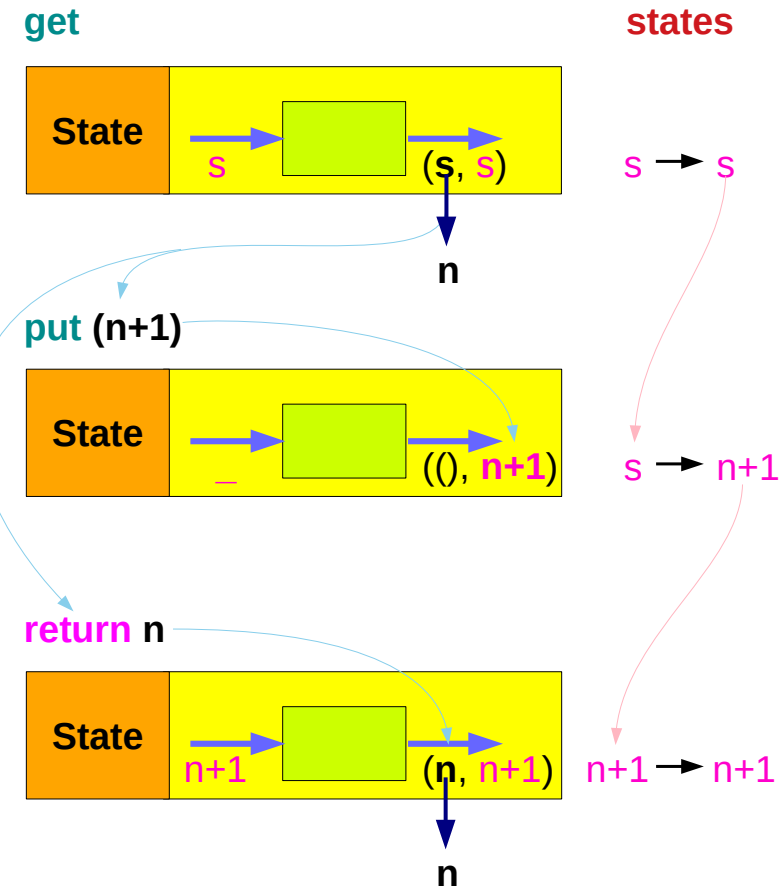 get states
State
s (s, s) s s
n
put (n+1)
State
_ ((), n+1) s n+1
return n
State
n+1 (n, n+1) n+1 n+1
n